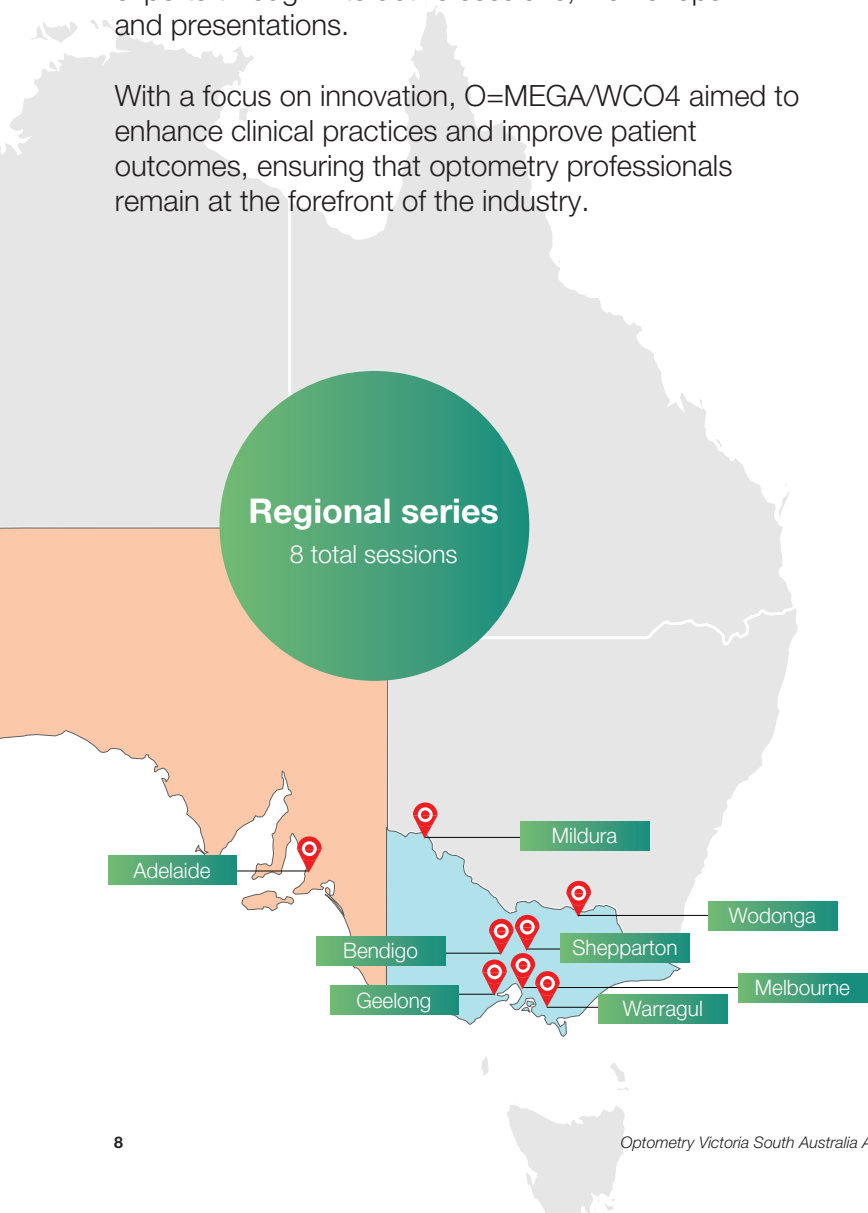 and presentations.
With a focus on innovation, O=MEGA/WCO4 aimed to
enhance clinical practices and improve patient
outcomes, ensuring that optometry professionals
remain at the forefront of the industry.
Regional series
8 total sessions
Mildura
Adelaide
Wodonga
Bendigo
Shepparton
Melbourne
Geelong
Warragul
8
Optometry Victoria South Australia